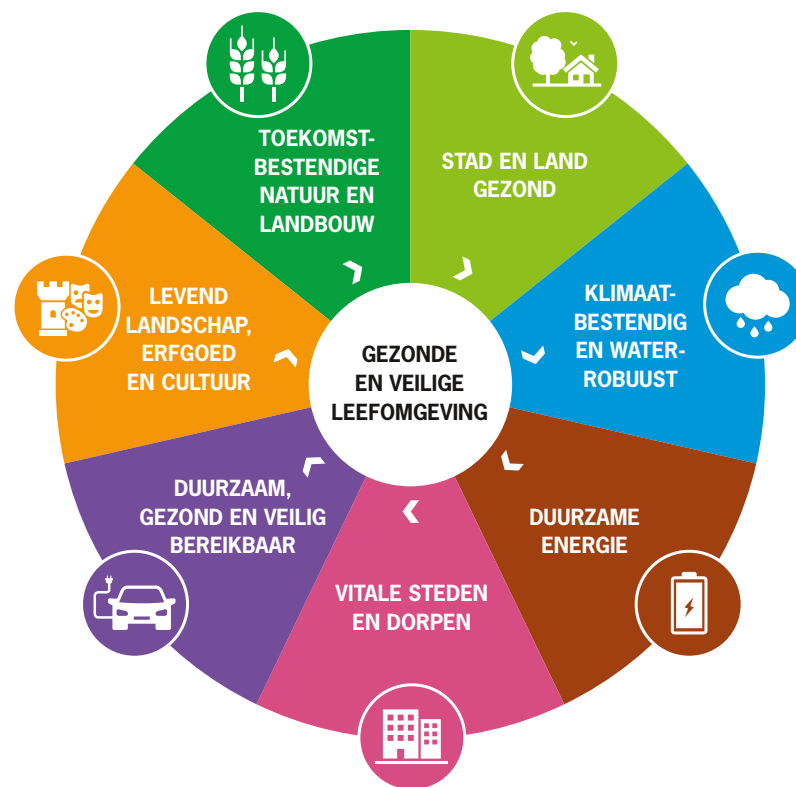 TOEKOMST-
BESTENDIGE
NATUUR EN
LANDBOUW
STAD EN LAND
GEZOND
KLIMAAT-
BESTENDIG
EN WATER-
ROBUUST
DUURZAME
ENERGIE
VITALE STEDEN
EN DORPEN
DUURZAAM,
GEZOND EN VEILIG
BEREIKBAAR
LEVEND
LANDSCHAP,
ERFGOED
EN CULTUUR
GEZONDE
EN VEILIGE
LEEFOMGEVING